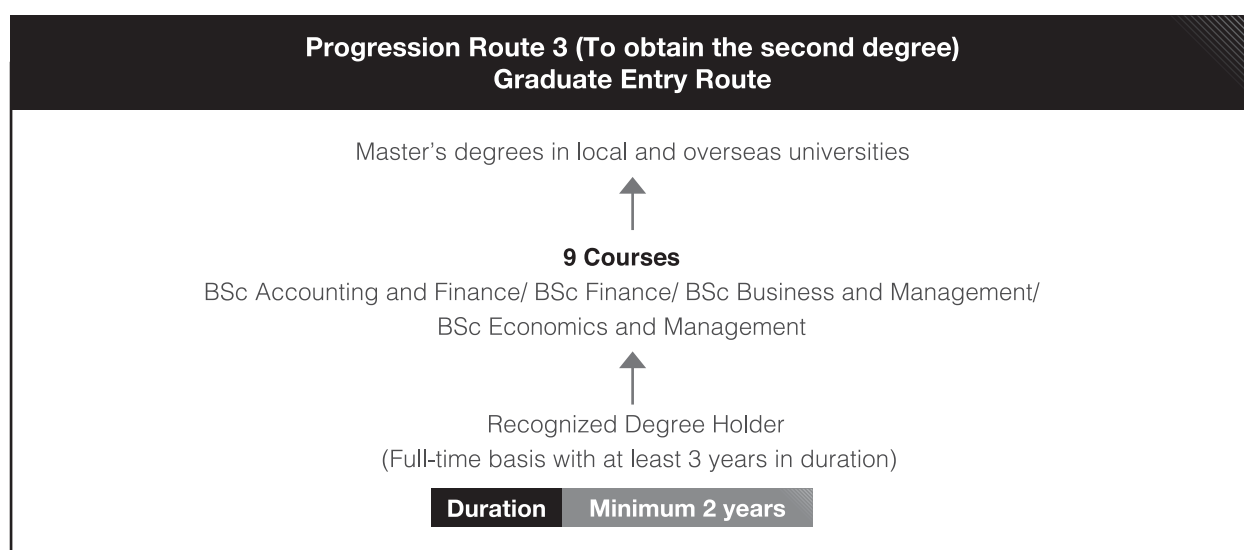 Progression Route 3 (To obtain the second degree)
Graduate Entry Route
Master's degrees in local and overseas universities
9 Courses
BSc Accounting and Finance/ BSc Finance/ BSc Business and Management/
BSc Economics and Management
Recognized Degree Holder
(Full-time basis with at least 3 years in duration)
Duration Minimum 2 years